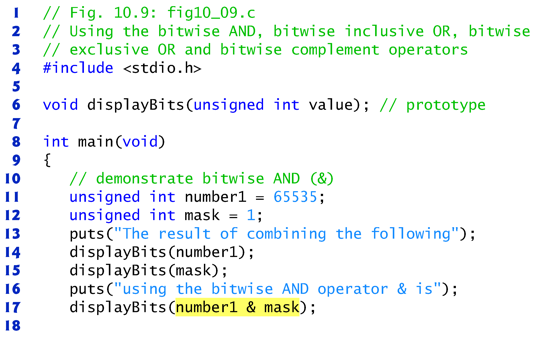 1 // Fig. 10.9: fig10_09.c
2 // Using the bitwise AND, bitwise inclusive OR, bitwise
3 // exclusive OR and bitwise complement operators
4 #include <stdio.h>
5
6 void displayBits(unsigned int value); // prototype
7
8 int main(void)
9 {
10 // demonstrate bitwise AND (&)
11 unsigned int number1 = 65535;
12 unsigned int mask = 1;
13 puts("The result of combining the following");
14 displayBits(number1);
15 displayBits(mask);
16 puts("using the bitwise AND operator & is");
17 displayBits(number1 & mask);
18